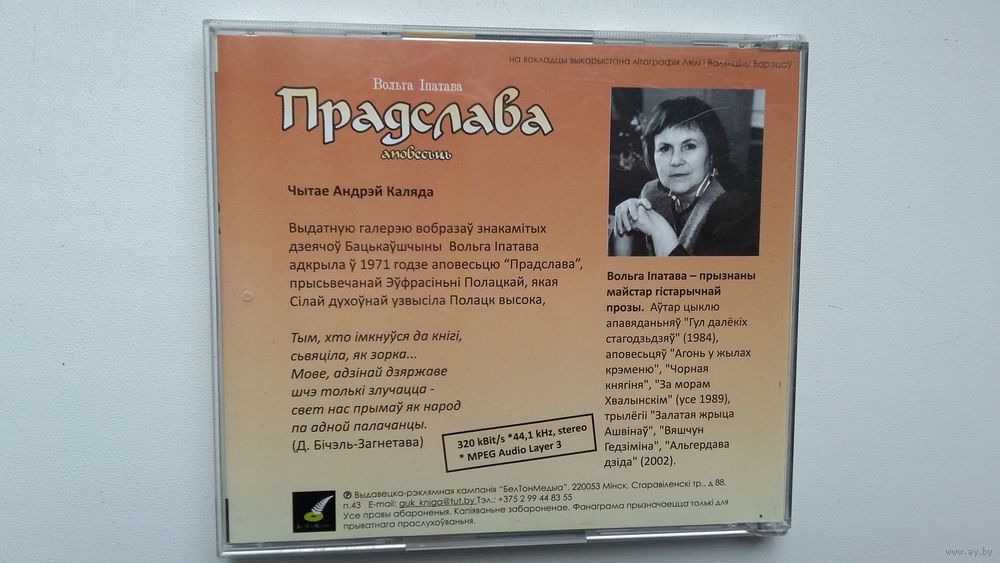 на вокладцы выкарыстана літаграфія Ляілі і Валянціны Варэцаў
Вольга Іпатава
Прадслава
аповесьць
Чытае Андрэй Каляда
Выдатную галерэю вобразаў знакамітых
дзеячоў Бацькаўшчыны Вольга Іпатава
адкрыла ў 1971 годзе аповесьцю “Прадслава”,
прысьвечанай Эўфрасіньні Полацкай, якая
Сілай духоўнай узвысіла Полацк высока,
Тым, хто імкнуўся да кнігі,
сьвяціла, як зорка...
Мове, адзінай дзяржаве
шчэ толькі злучацца -
свет нас прымаў як народ
па адной палачанцы.
(Д. Бічэль-Загнетава)
Вольга Іпатава – прызнаны
майстар гістарычнай
прозы. Аўтар цыклю
апавяданьняў "Гул далёкіх
стагодзьдзяў" (1984),
аповесьцяў "Агонь у жылах
крэменю", "Чорная
княгіня", "За морам
Хвалынскім" (усе 1989),
трылёгіі "Залатая жрыца
Ашвінаў", "Вяшчун
Гедзіміна", "Альгердава
дзіда" (2002).
320 kBit/s *44,1 kHz, stereo
* MPEG Audio Layer 3
℗ Выдавецка-рэклямная кампанія “БелТонМедыа”. 220053 Мінск, Старавіленскі тр., д 88,
п.43 E-mail: guk_kniga@tut.by Тэл.: +375 2 99 44 83 55
Усе правы абароненыя. Капіяваньне забароненае. Фанаграма прызначаецца толькі для
прыватнага праслухоўваньня.
www.ay.by